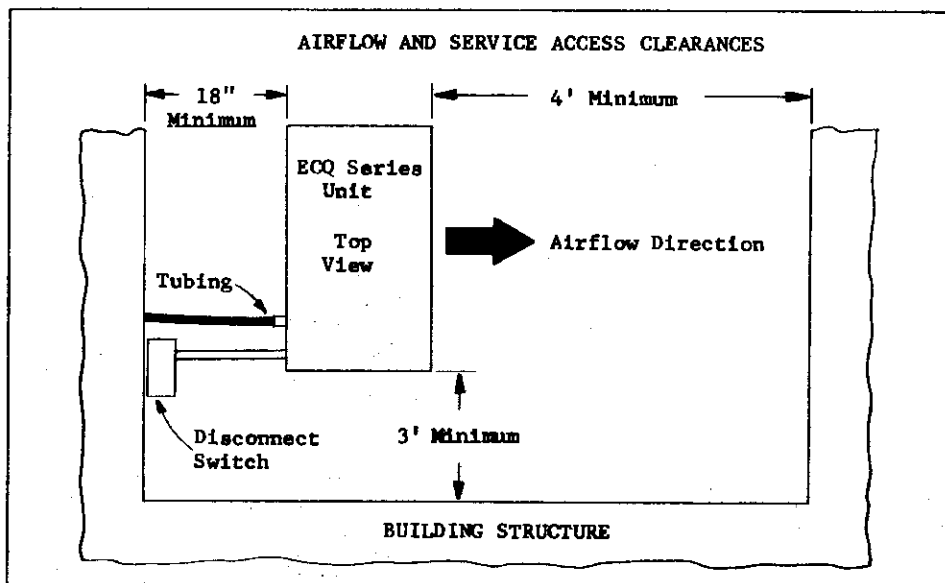 AIRFLOW AND SERVICE ACCESS CLEARANCES
18"
Minimum
4' Minimum
ECQ Series
Unit
Top
View
Airflow Direction
Tubing
Disconnect
Switch
3' Minimum
BUILDING STRUCTURE